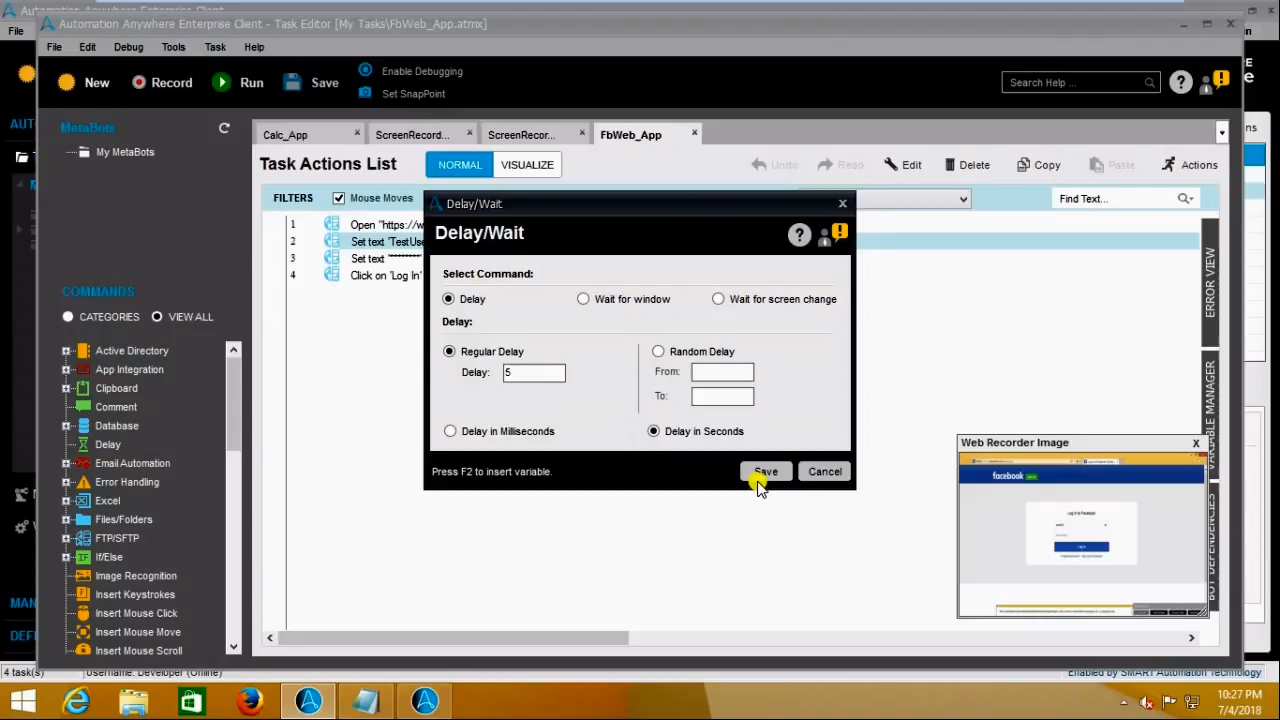 Automation Anywhere Enterprise Client - Task Editor [My Tasks\FbWeb_App.atmx]
File Edit Debug Tools Task Help
New Record Run Save
Enable Debugging
Set SnapPoint
Search Help ...
MetaBots
My MetaBots
Calc_App ScreenRecord... ScreenRecor... FbWeb_App
Task Actions List NORMAL VISUALIZE Undo Redo Edit Delete Copy Paste Actions
FILTERS Mouse Moves Find Text...
1 Open "https://w
2 Set text 'TestUse
3 Set text '********'
4 Click on 'Log In'
Delay/Wait
Delay/Wait
Select Command:
Delay Wait for window Wait for screen change
Delay:
Regular Delay Random Delay
Delay: 5 From:
To:
Delay in Milliseconds Delay in Seconds
Press F2 to insert variable. Save Cancel
COMMANDS
CATEGORIES VIEW ALL
Active Directory
App Integration
Clipboard
Comment
Database
Delay
Email Automation
Error Handling
Excel
Files/Folders
FTP/SFTP
If/Else
Image Recognition
Insert Keystrokes
Insert Mouse Click
Insert Mouse Move
Insert Mouse Scroll
ERROR VIEW
VARIABLE MANAGER
BOT DEPENDENCIES
Web Recorder Image X
facebook
4 task(s) Username: Developer (Online) Enabled by SMART Automation Technology
10:27 PM
7/4/2018